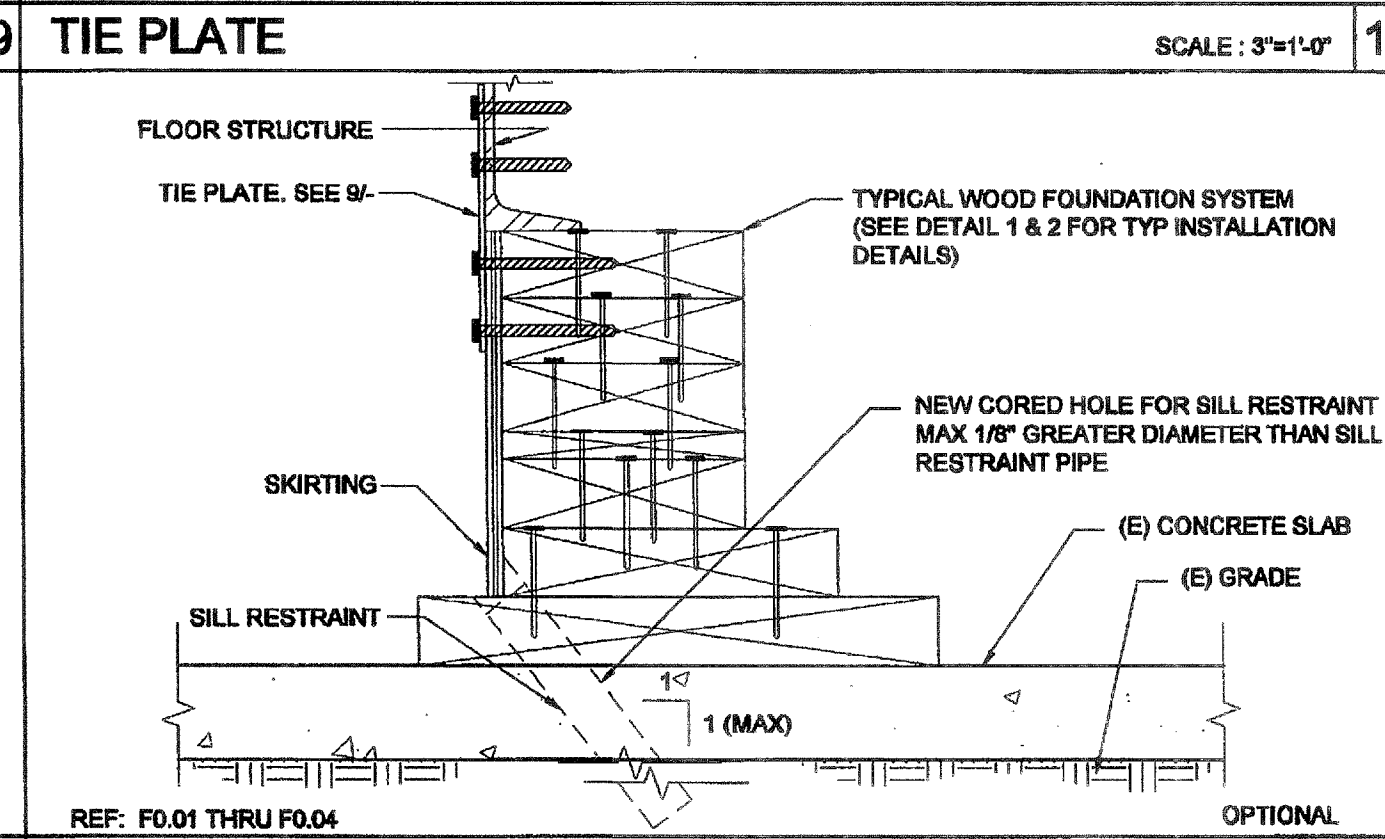 9 TIE PLATE SCALE : 3"=1'-0" 1
FLOOR STRUCTURE
TIE PLATE. SEE 9/-
TYPICAL WOOD FOUNDATION SYSTEM
(SEE DETAIL 1 & 2 FOR TYP INSTALLATION
DETAILS)
NEW CORED HOLE FOR SILL RESTRAINT
MAX 1/8" GREATER DIAMETER THAN SILL
RESTRAINT PIPE
SKIRTING
(E) CONCRETE SLAB
(E) GRADE
SILL RESTRAINT
1
1 (MAX)
REF: F0.01 THRU F0.04
OPTIONAL